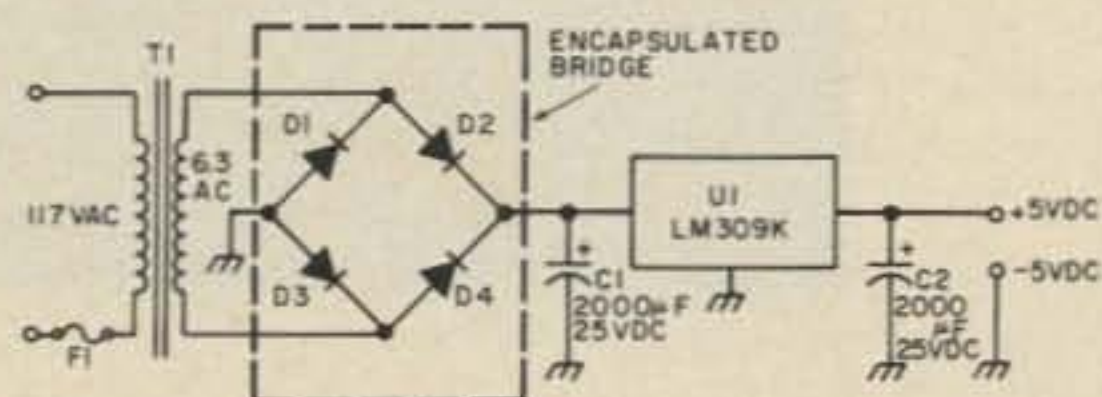 T1
ENCAPSULATED
BRIDGE
D1
D2
6.3
AC
117VAC
U1
LM309K
+5VDC
-5VDC
D3
D4
C1
2000µF
25VDC
C2
2000
µF
25VDC
F1